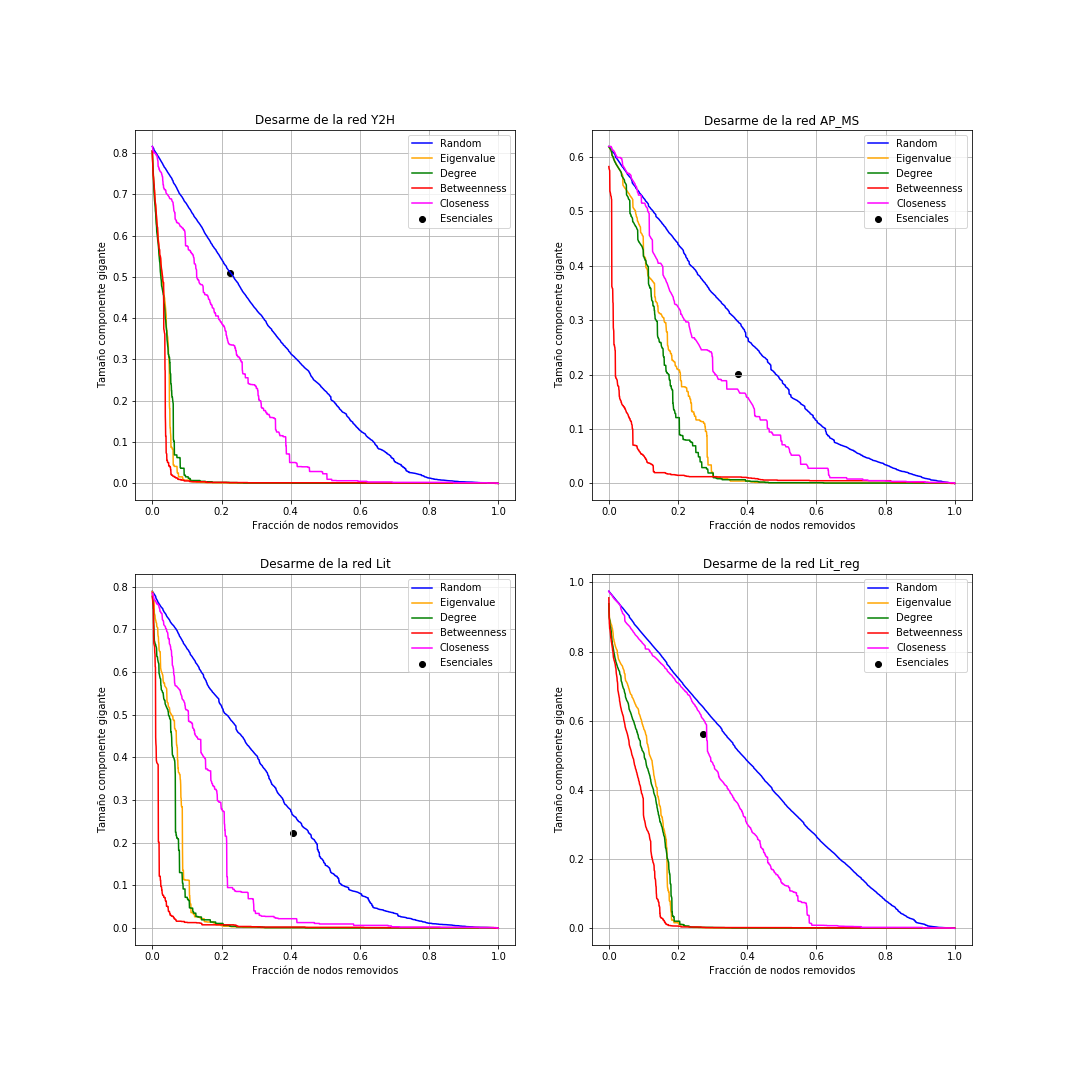 Desarme de la red Y2H
Tamaño componente gigante
0.8
0.7
0.6
0.5
0.4
0.3
0.2
0.1
0.0
0.0 0.2 0.4 0.6 0.8 1.0
Fracción de nodos removidos
Random
Eigenvalue
Degree
Betweenness
Closeness
Esenciales
Desarme de la red AP_MS
Tamaño componente gigante
0.6
0.5
0.4
0.3
0.2
0.1
0.0
0.0 0.2 0.4 0.6 0.8 1.0
Fracción de nodos removidos
Random
Eigenvalue
Degree
Betweenness
Closeness
Esenciales
Desarme de la red Lit
Tamaño componente gigante
0.8
0.7
0.6
0.5
0.4
0.3
0.2
0.1
0.0
0.0 0.2 0.4 0.6 0.8 1.0
Fracción de nodos removidos
Random
Eigenvalue
Degree
Betweenness
Closeness
Esenciales
Desarme de la red Lit_reg
Tamaño componente gigante
1.0
0.8
0.6
0.4
0.2
0.0
0.0 0.2 0.4 0.6 0.8 1.0
Fracción de nodos removidos
Random
Eigenvalue
Degree
Betweenness
Closeness
Esenciales